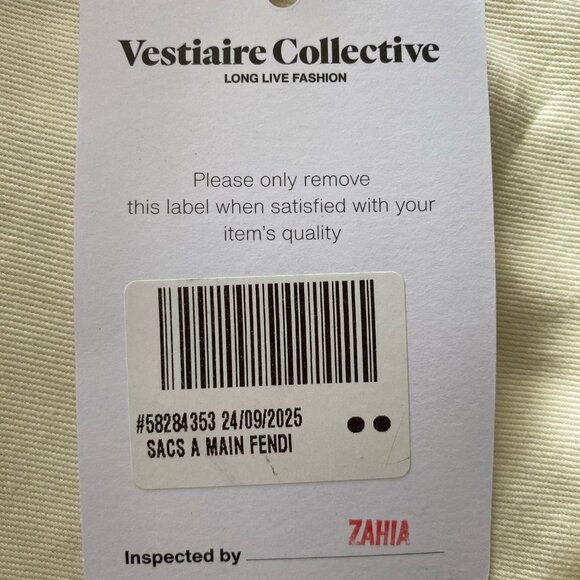 Vestiaire Collective
LONG LIVE FASHION
Please only remove
this label when satisfied with your
item's quality
#58284353 24/09/2025
SACS A MAIN FENDI
Inspected by ZAHIA